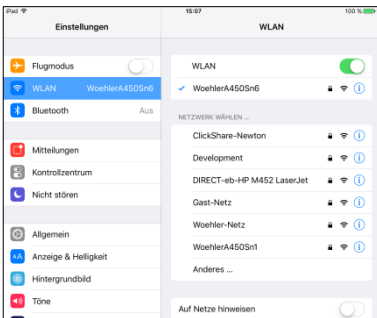 iPad 15:07 100 %
Einstellungen
WLAN
Flugmodus
WLAN WoehlerA450Sn6
Bluetooth Aus
Mitteilungen
Kontrollzentrum
Nicht stören
Allgemein
Anzeige & Helligkeit
Hintergrundbild
Töne
WLAN
WoehlerA450Sn6
NETZWERK WÄHLEN ...
ClickShare-Newton
Development
DIRECT-eb-HP M452 LaserJet
Gast-Netz
Woehler-Netz
WoehlerA450Sn1
Anderes ...
Auf Netze hinweisen